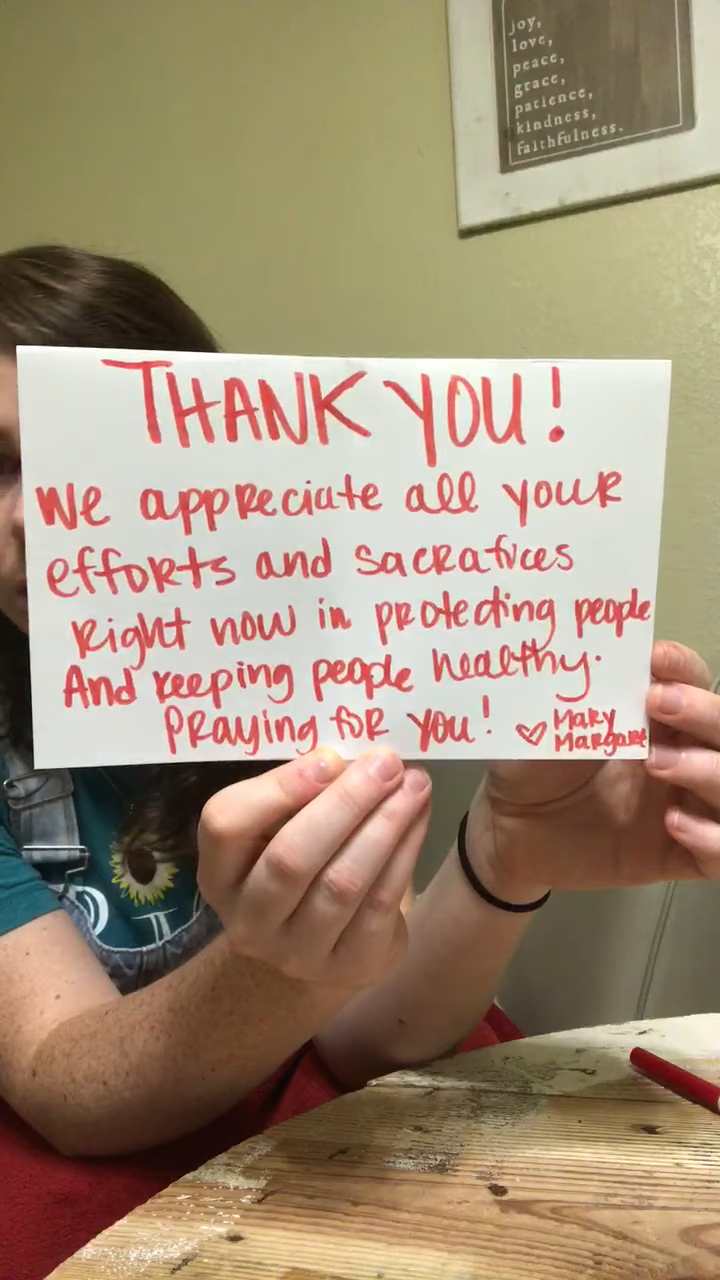 joy,
love,
peace,
grace,
patience,
kindness,
faithfulness.
THANK YOU!
We appreciate all your
efforts and sacrafices
right now in protecting people
And keeping people healthy.
Praying for you! ♡ Mary
Margaret